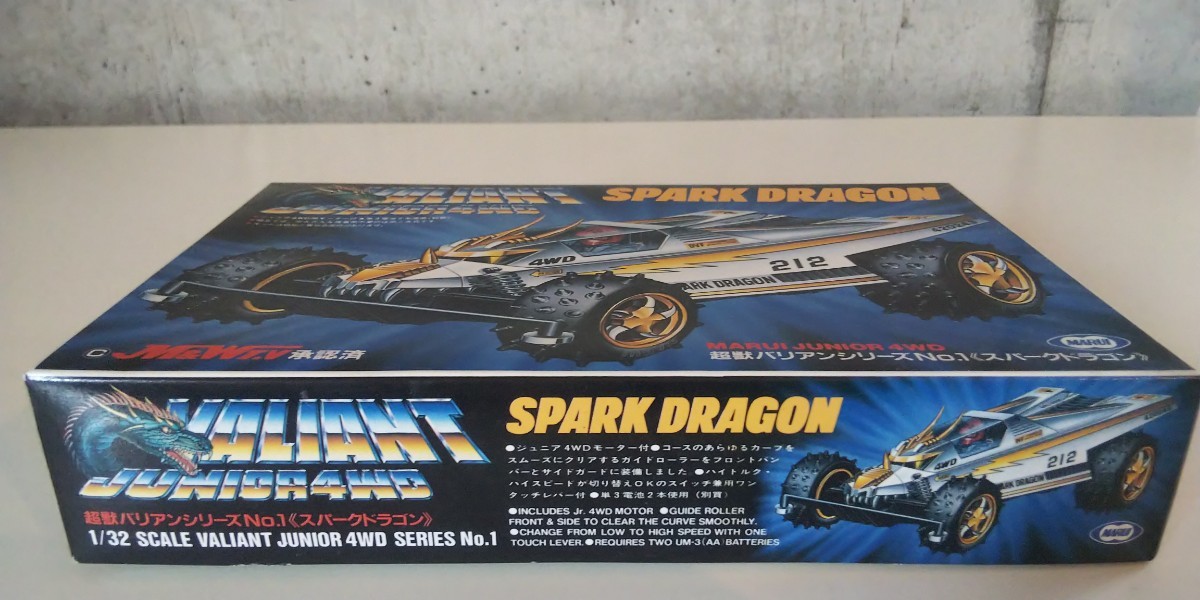 VALIANT
JUNIOR 4WD
SPARK DRAGON
4WD
212
SPARK DRAGON
承認済
MARUI JUNIOR 4WD
超獣バリアンシリーズNo.1《スパークドラゴン》
MARUI
VALIANT
JUNIOR 4WD
超獣バリアンシリーズNo.1《スパークドラゴン》
1/32 SCALE VALIANT JUNIOR 4WD SERIES No.1
SPARK DRAGON
●ジュニア4WDモーター付●コースのあらゆるカーブを
スムーズにクリアするガイドローラーをフロントバン
パーとサイドガードに装備しました。●ハイトルク・
ハイスピードが切り替えOKのスイッチ兼用ワン
タッチレバー付●単3電池2本使用（別買）
●INCLUDES Jr. 4WD MOTOR ●GUIDE ROLLER
FRONT & SIDE TO CLEAR THE CURVE SMOOTHLY.
●CHANGE FROM LOW TO HIGH SPEED WITH ONE
TOUCH LEVER.●REQUIRES TWO UM-3(AA)BATTERIES
4WD
212
PARK DRAGON
MARUI